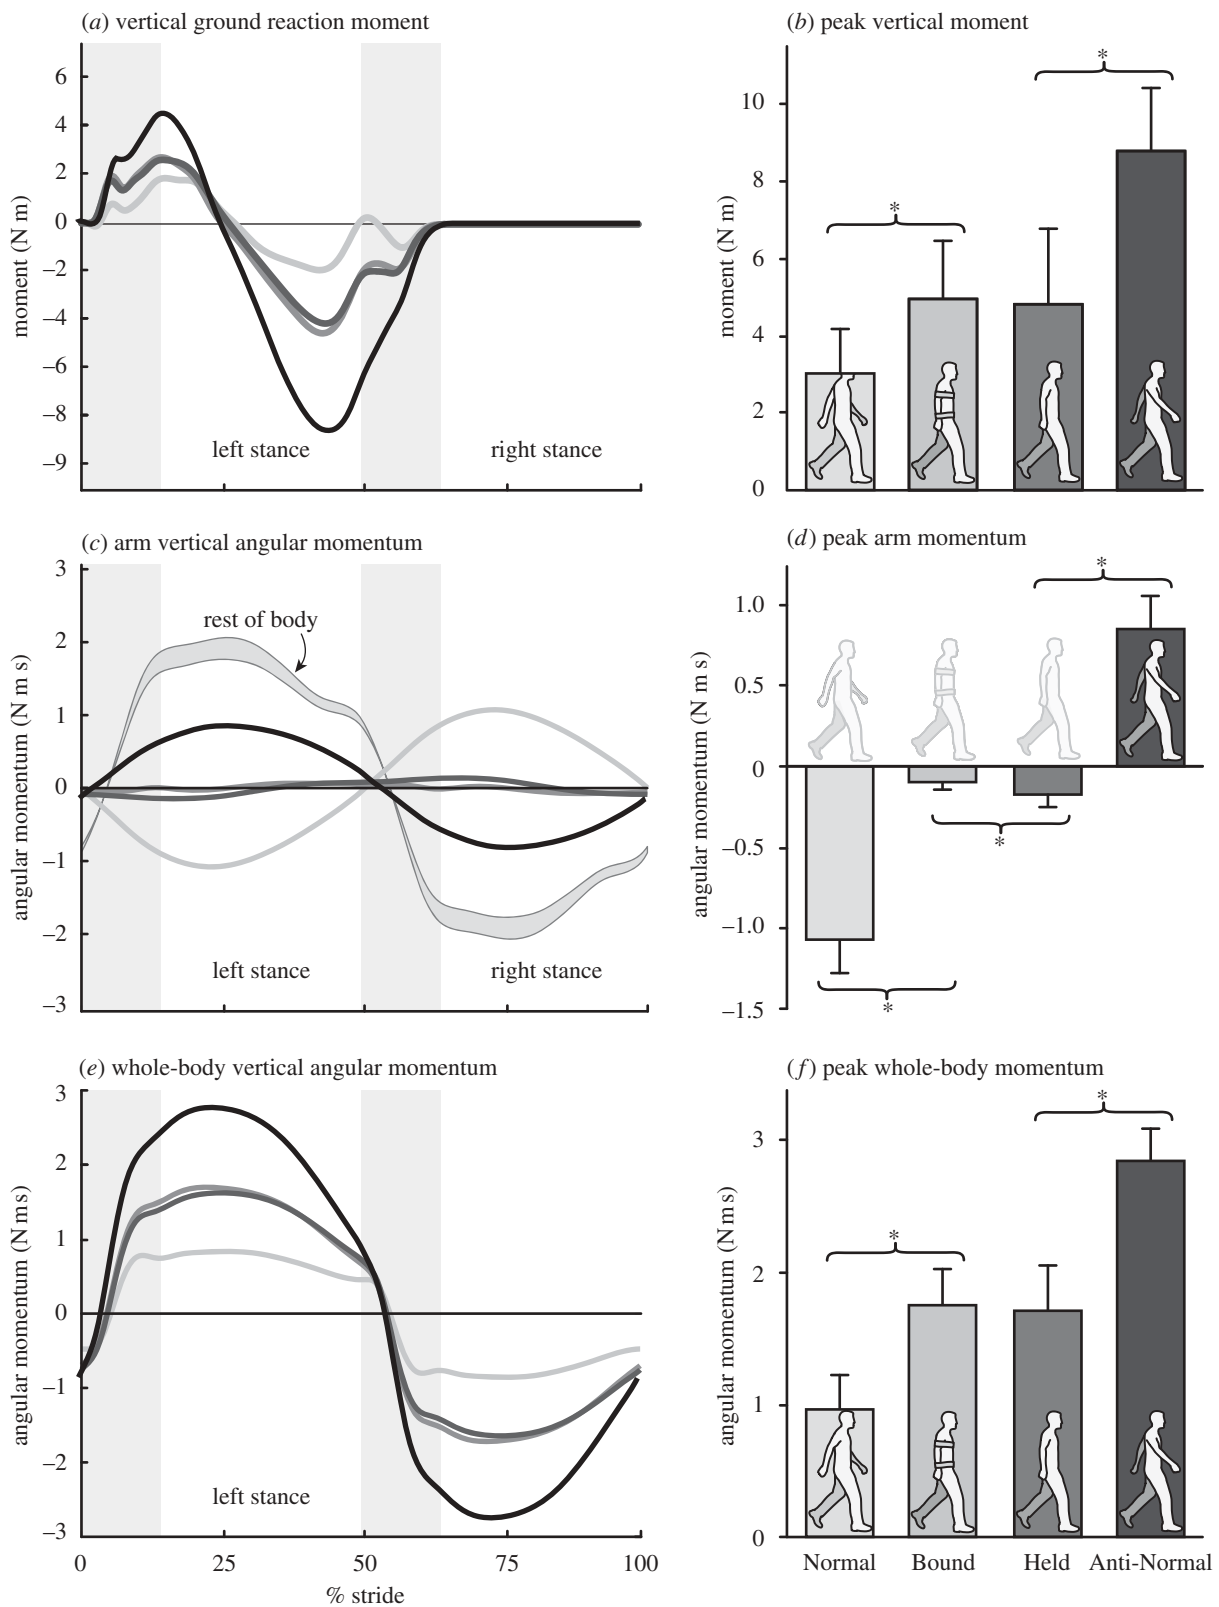 (a) vertical ground reaction moment
6
4
2
0
–2
–4
–6
–8
–9
moment (N m)
left stance
right stance
(b) peak vertical moment
10
8
6
4
2
0
moment (N m)
*
*
(c) arm vertical angular momentum
3
2
1
0
–1
–2
–3
angular momentum (N m s)
rest of body
left stance
right stance
(d) peak arm momentum
1.0
0.5
0
–0.5
–1.0
–1.5
angular momentum (N m s)
*
*
*
(e) whole-body vertical angular momentum
3
2
1
0
–1
–2
–3
angular momentum (N m s)
left stance
0
25
50
75
100
% stride
(f) peak whole-body momentum
3
2
1
0
angular momentum (N m s)
*
*
Normal
Bound
Held
Anti-Normal